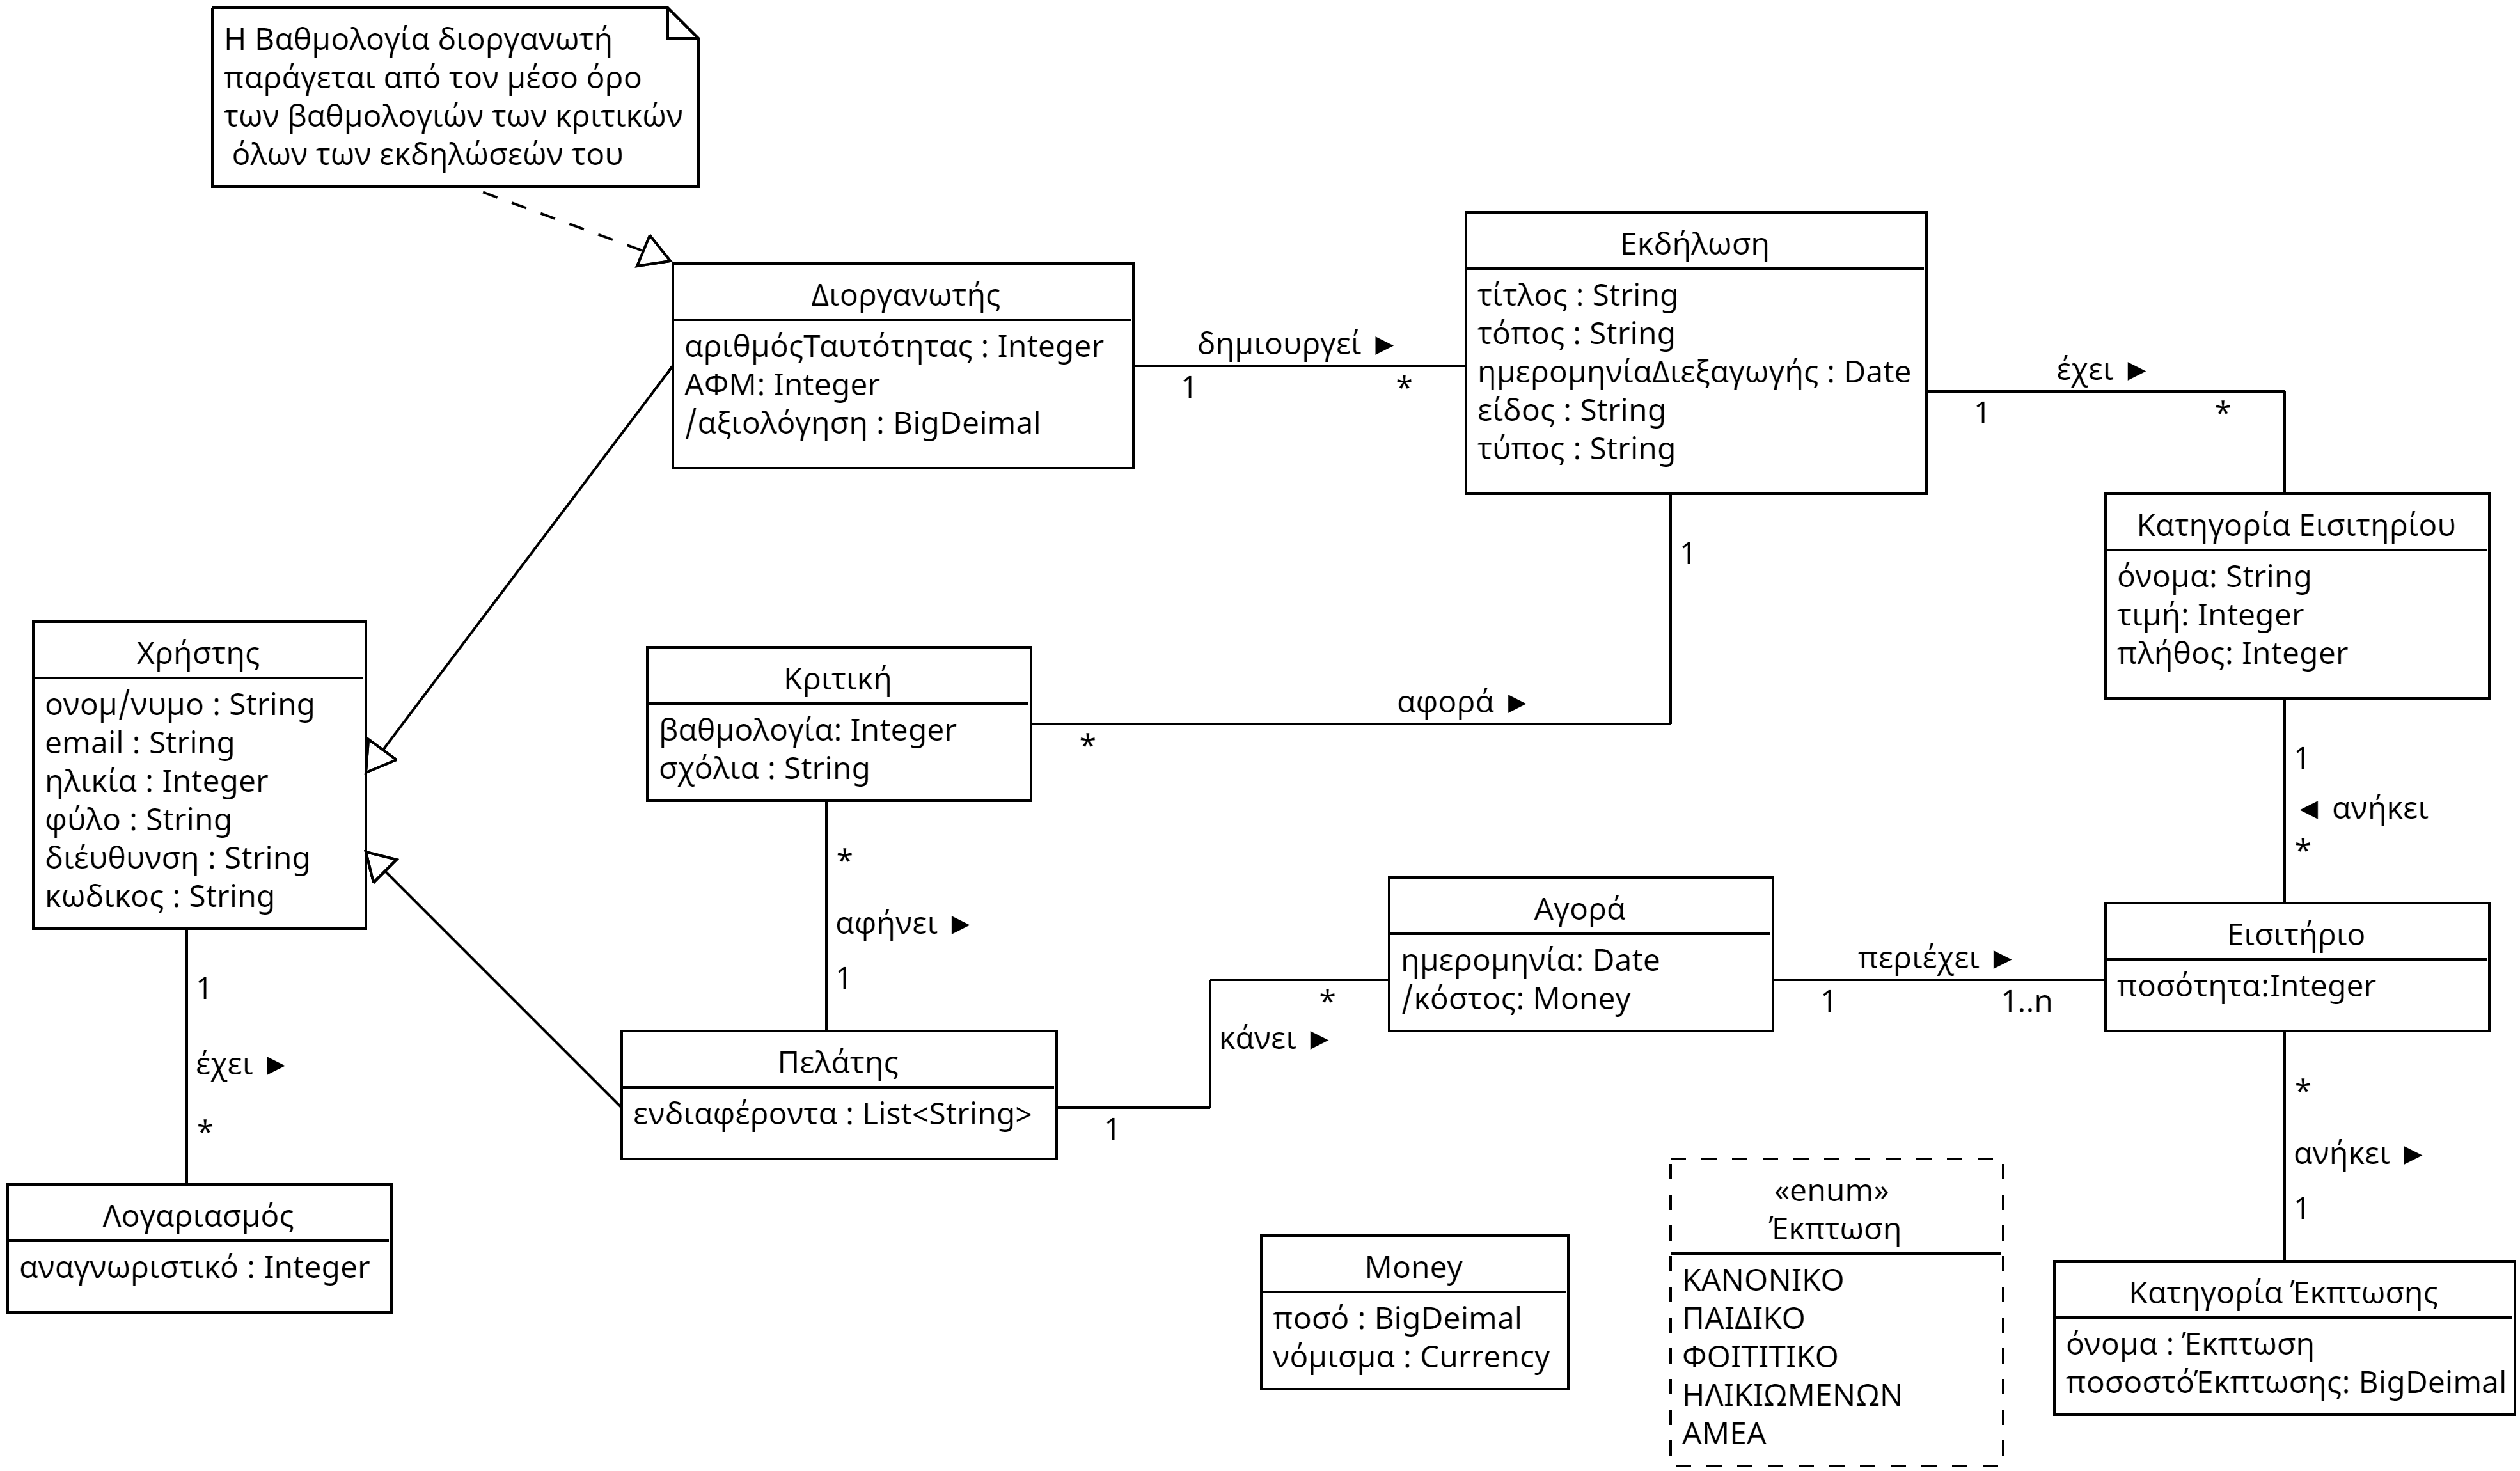 Η Βαθμολογία διοργανωτή
παράγεται από τον μέσο όρο
των βαθμολογιών των κριτικών
όλων των εκδηλώσεών του
Διοργανωτής
αριθμόςΤαυτότητας : Integer
ΑΦΜ: Integer
/αξιολόγηση : BigDeimal
δημιουργεί ►
1
*
Εκδήλωση
τίτλος : String
τόπος : String
ημερομηνίαΔιεξαγωγής : Date
είδος : String
τύπος : String
έχει ►
1
*
Κατηγορία Εισιτηρίου
όνομα: String
τιμή: Integer
πλήθος: Integer
1
Χρήστης
ονομ/νυμο : String
email : String
ηλικία : Integer
φύλο : String
διέυθυνση : String
κωδικος : String
Κριτική
βαθμολογία: Integer
σχόλια : String
αφορά ►
*
1
◄ ανήκει
*
*
αφήνει ►
1
Αγορά
ημερομηνία: Date
/κόστος: Money
περιέχει ►
1
1..n
Εισιτήριο
ποσότητα:Integer
1
έχει ►
*
Πελάτης
ενδιαφέροντα : List<String>
*
κάνει ►
1
*
ανήκει ►
1
Λογαριασμός
αναγνωριστικό : Integer
Money
ποσό : BigDeimal
νόμισμα : Currency
«enum»
Έκπτωση
ΚΑΝΟΝΙΚΟ
ΠΑΙΔΙΚΟ
ΦΟΙΤΙΤΙΚΟ
ΗΛΙΚΙΩΜΕΝΩΝ
ΑΜΕΑ
Κατηγορία Έκπτωσης
όνομα : Έκπτωση
ποσοστόΈκπτωσης: BigDeimal